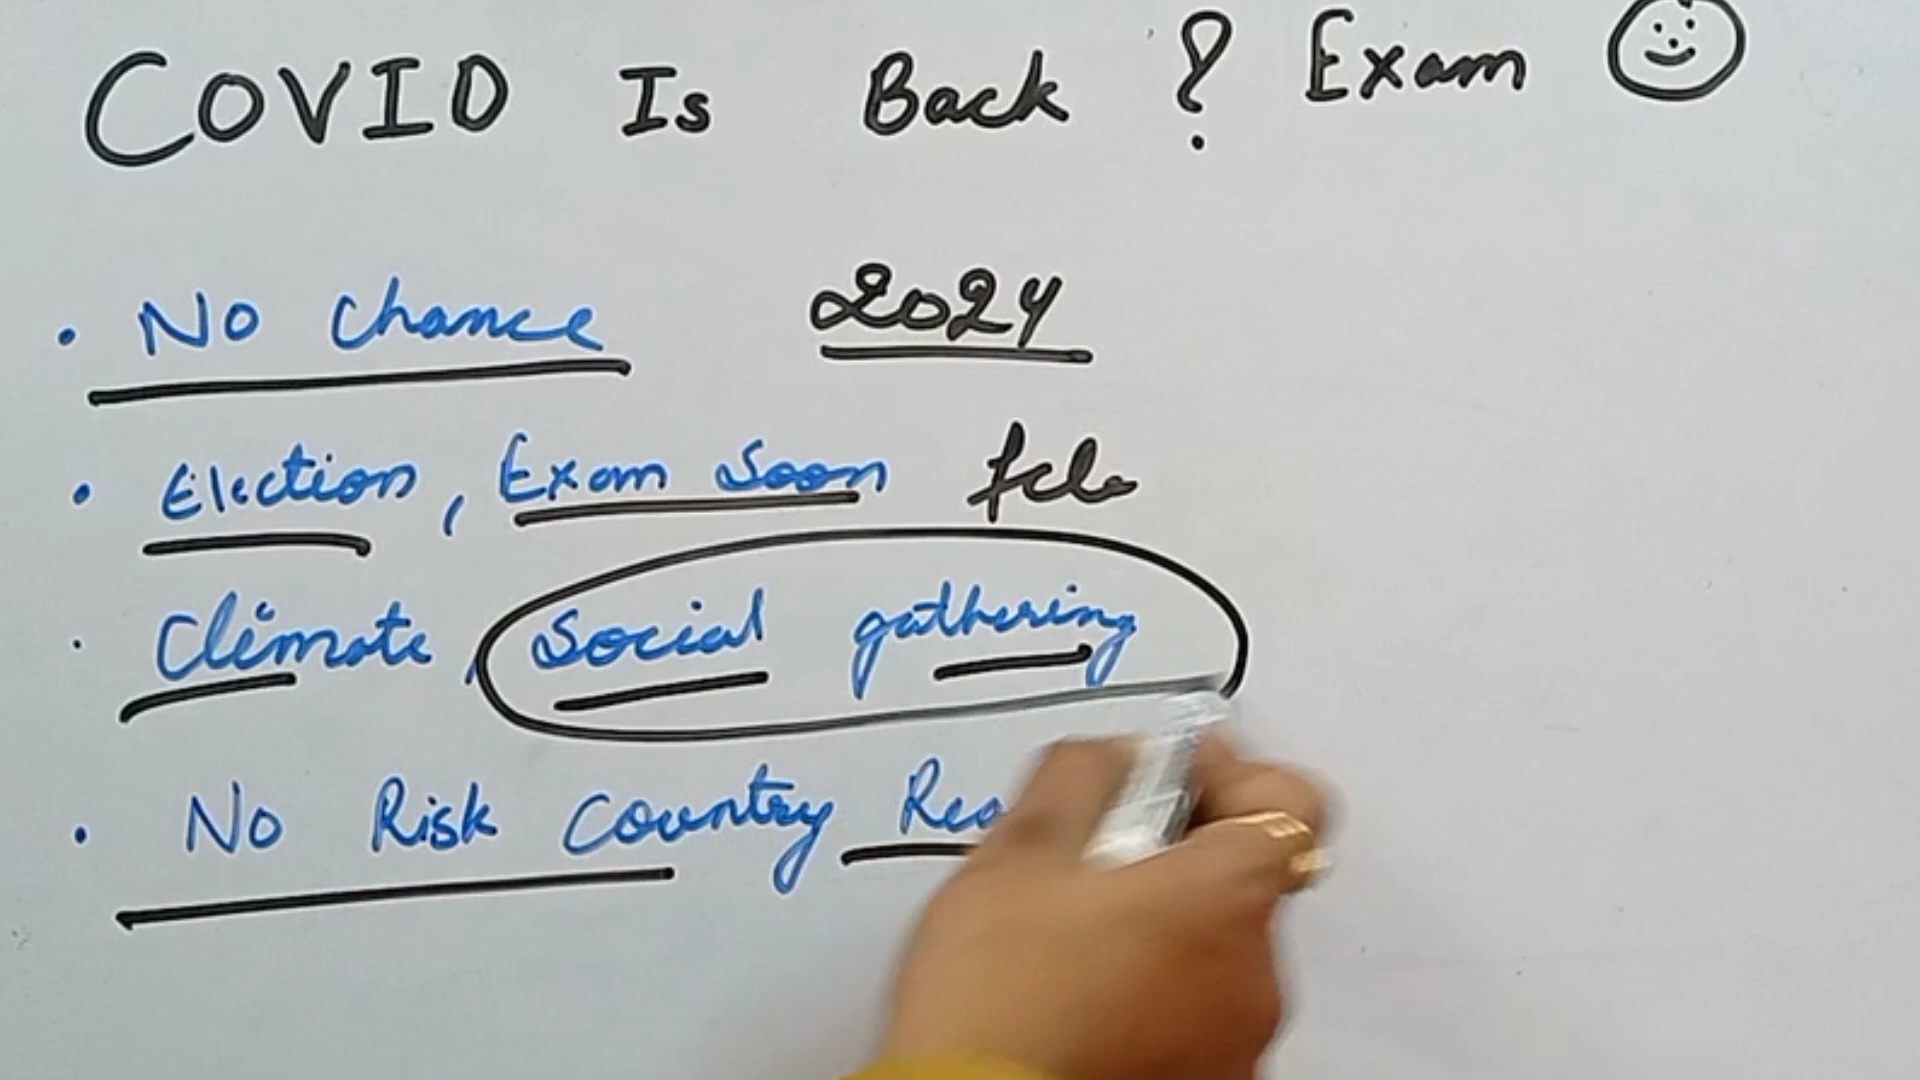 COVID Is Back ? Exam
• No Chance 2024
• Election, Exam Soon
• Climate, Social gathering
• No Risk Country